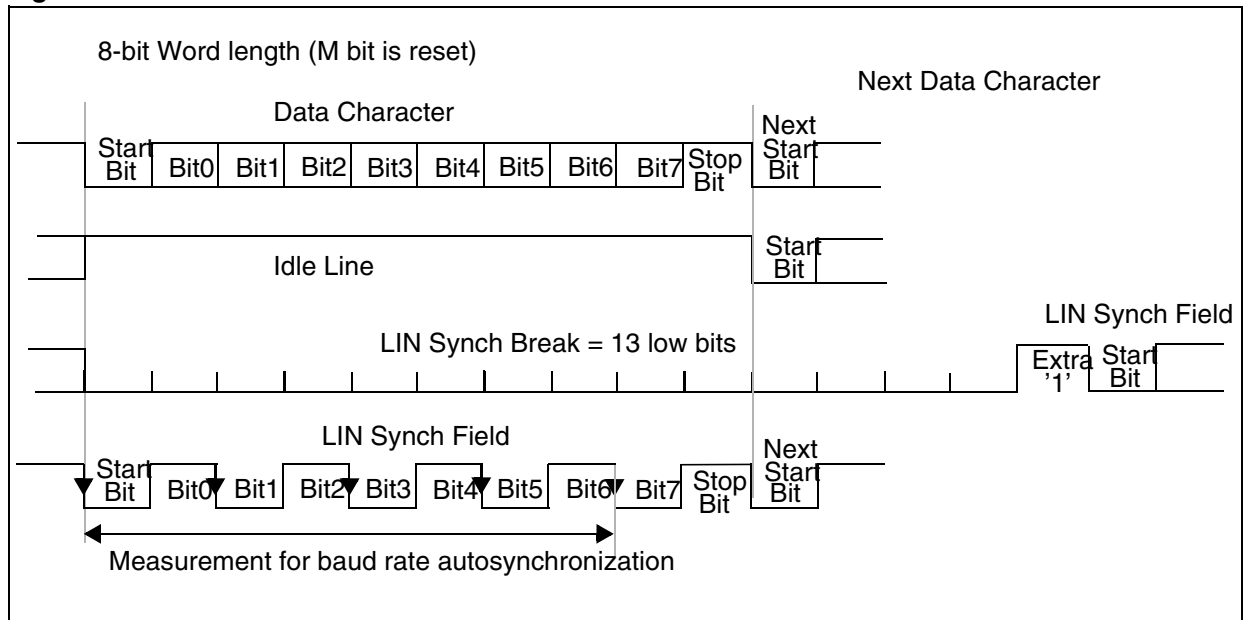 8-bit Word length (M bit is reset)
Next Data Character
Data Character
Start Bit Bit0 Bit1 Bit2 Bit3 Bit4 Bit5 Bit6 Bit7 Stop Bit Next Start Bit
Idle Line
Start Bit
LIN Synch Field
LIN Synch Break = 13 low bits
Extra '1' Start Bit
LIN Synch Field
Start Bit Bit0 Bit1 Bit2 Bit3 Bit4 Bit5 Bit6 Bit7 Stop Bit Next Start Bit
Measurement for baud rate autosynchronization